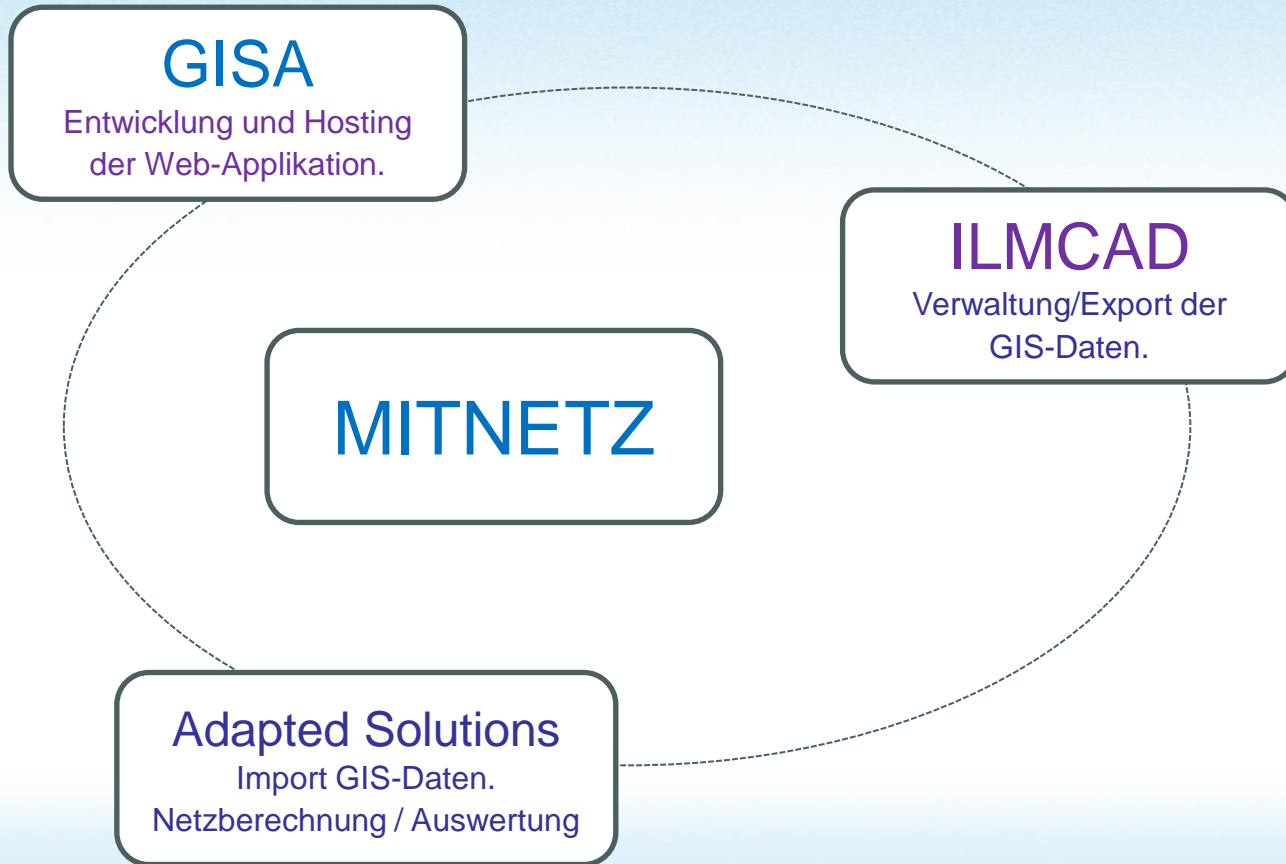 GISA
Entwicklung und Hosting
der Web-Applikation.
ILMCAD
Verwaltung/Export der
GIS-Daten.
MITNETZ
Adapted Solutions
Import GIS-Daten.
Netzberechnung / Auswertung